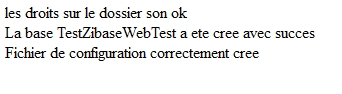 les droits sur le dossier son ok
La base TestZibaseWebTest a ete cree avec succes
Fichier de configuration correctement cree